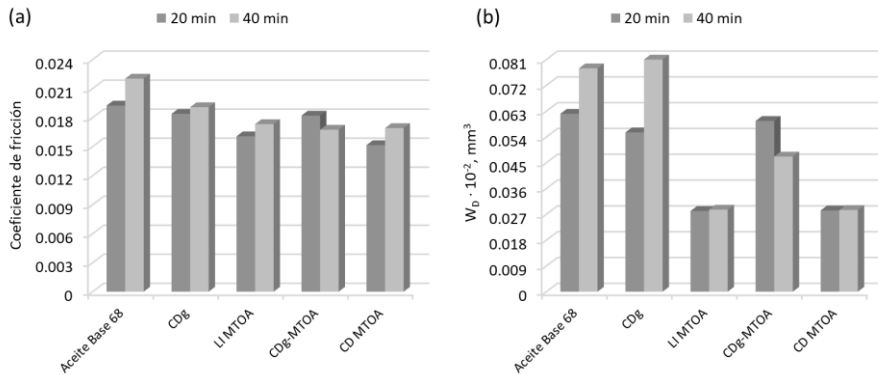 (a)
20 min 40 min
Coeficiente de fricción
0.024
0.021
0.018
0.015
0.012
0.009
0.006
0.003
0
Aceite Base 68
CDg
LI MTOA
CDg-MTOA
CD MTOA
(b)
20 min 40 min
W_D · 10⁻², mm³
0.081
0.072
0.063
0.054
0.045
0.036
0.027
0.018
0.009
0
Aceite Base 68
CDg
LI MTOA
CDg-MTOA
CD MTOA